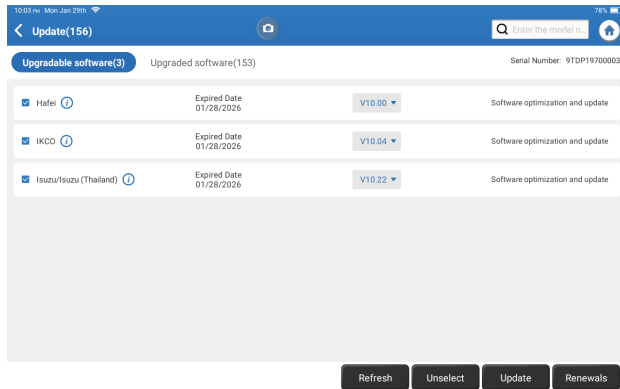 10:03 PM Mon Jan 29th 78%
Update(156) Enter the model n...
Upgradable software(3) Upgraded software(153) Serial Number: 9TDP19700003
Hafei i Expired Date 01/28/2026 V10.00 Software optimization and update
IKCO i Expired Date 01/28/2026 V10.04 Software optimization and update
Isuzu/Isuzu (Thailand) i Expired Date 01/28/2026 V10.22 Software optimization and update
Refresh Unselect Update Renewals